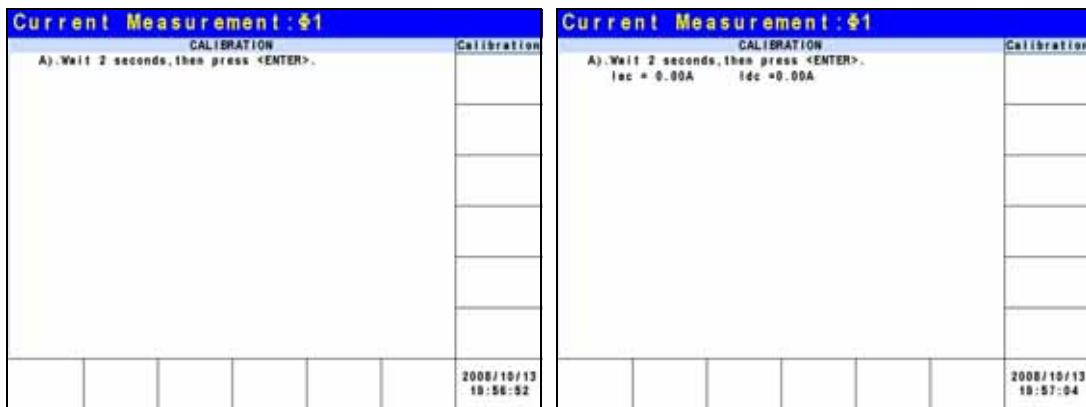 Current Measurement:Φ1
CALIBRATION
Calibration
A).Wait 2 seconds,then press <ENTER>.
2008/10/13
18:56:52
Current Measurement:Φ1
CALIBRATION
Calibration
A).Wait 2 seconds,then press <ENTER>.
Iac = 0.00A Idc =0.00A
2008/10/13
18:57:04